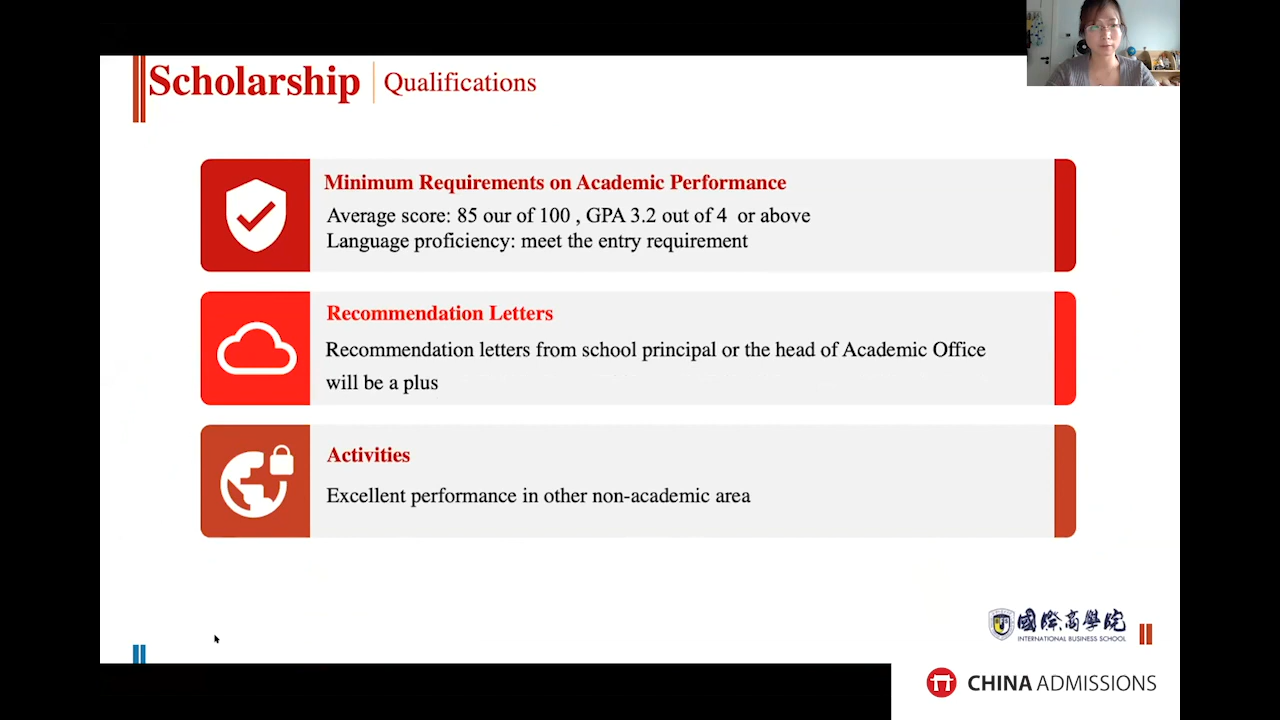 Scholarship Qualifications
Minimum Requirements on Academic Performance
Average score: 85 our of 100 , GPA 3.2 out of 4 or above
Language proficiency: meet the entry requirement
Recommendation Letters
Recommendation letters from school principal or the head of Academic Office
will be a plus
Activities
Excellent performance in other non-academic area
國際商學院
INTERNATIONAL BUSINESS SCHOOL
CHINA ADMISSIONS